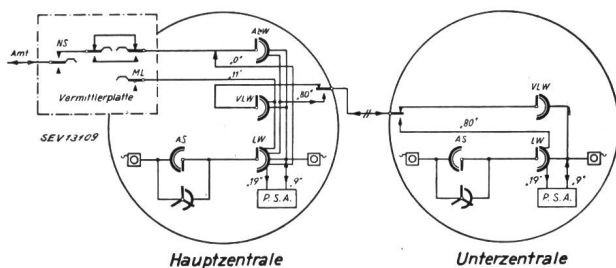 Amt
NS
ALW
„0"
„11"
ML
Vermittlerplatte
VLW
„80"
SEV13109
AS
LW
„19"
„9"
P.S.A.
Hauptzentrale
VLW
„80"
AS
LW
„19"
„9"
P.S.A.
Unterzentrale